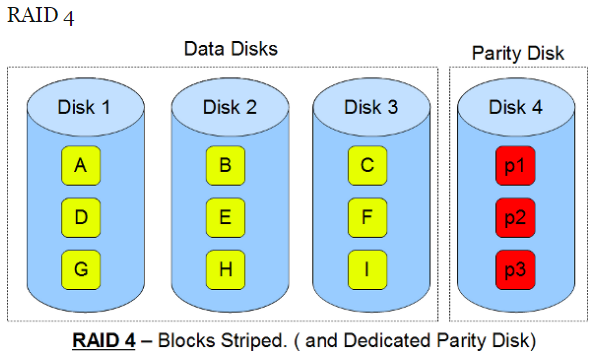 RAID 4
Data Disks
Parity Disk
Disk 1 Disk 2 Disk 3 Disk 4
A B C p1
D E F p2
G H I p3
RAID 4 – Blocks Striped. ( and Dedicated Parity Disk)